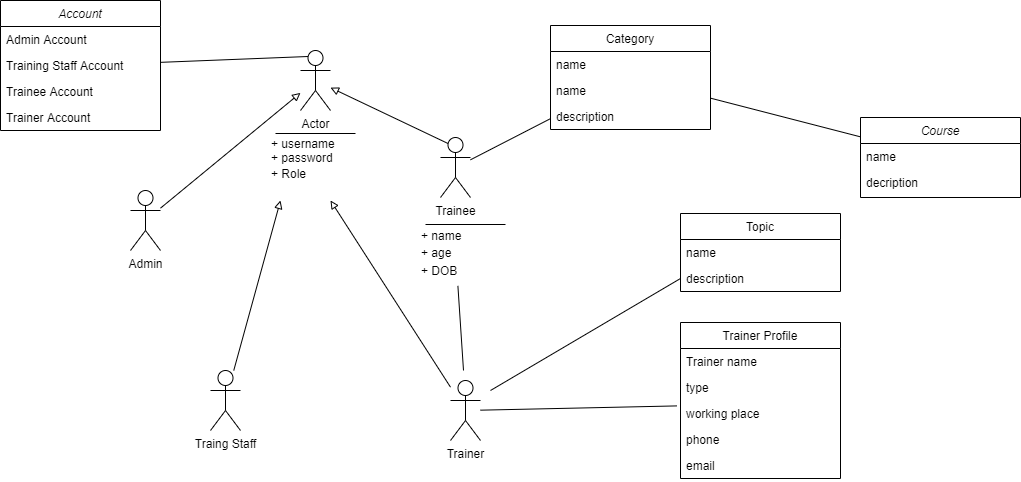 Account
Admin Account
Training Staff Account
Trainee Account
Trainer Account
Actor
+ username
+ password
+ Role
Admin
Traing Staff
Trainee
+ name
+ age
+ DOB
Trainer
Category
name
name
description
Course
name
decription
Topic
name
description
Trainer Profile
Trainer name
type
working place
phone
email